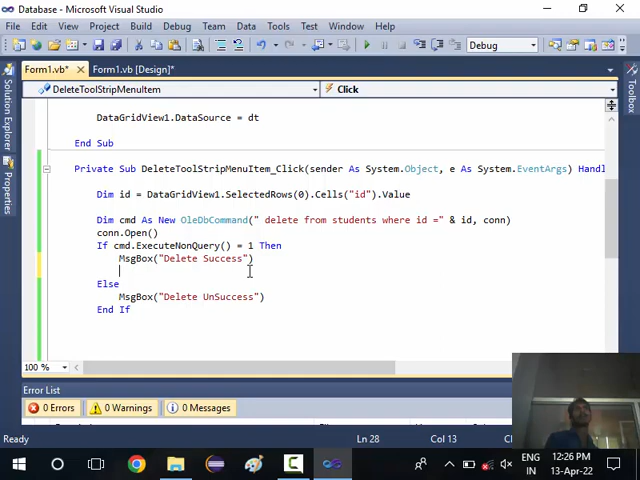 Database - Microsoft Visual Studio
File Edit View Project Build Debug Team Data Tools Test Window Help
Debug
Form1.vb* Form1.vb [Design]*
DeleteToolStripMenuItem Click
DataGridView1.DataSource = dt
End Sub
Private Sub DeleteToolStripMenuItem_Click(sender As System.Object, e As System.EventArgs) Handl
Dim id = DataGridView1.SelectedRows(0).Cells("id").Value
Dim cmd As New OleDbCommand(" delete from students where id =" & id, conn)
conn.Open()
If cmd.ExecuteNonQuery() = 1 Then
MsgBox("Delete Success")
Else
MsgBox("Delete UnSuccess")
End If
100 %
Error List
0 Errors 0 Warnings 0 Messages
Ready Ln 28 Col 13
Solution Explorer
Properties
Toolbox
ENG
IN
12:26 PM
13-Apr-22